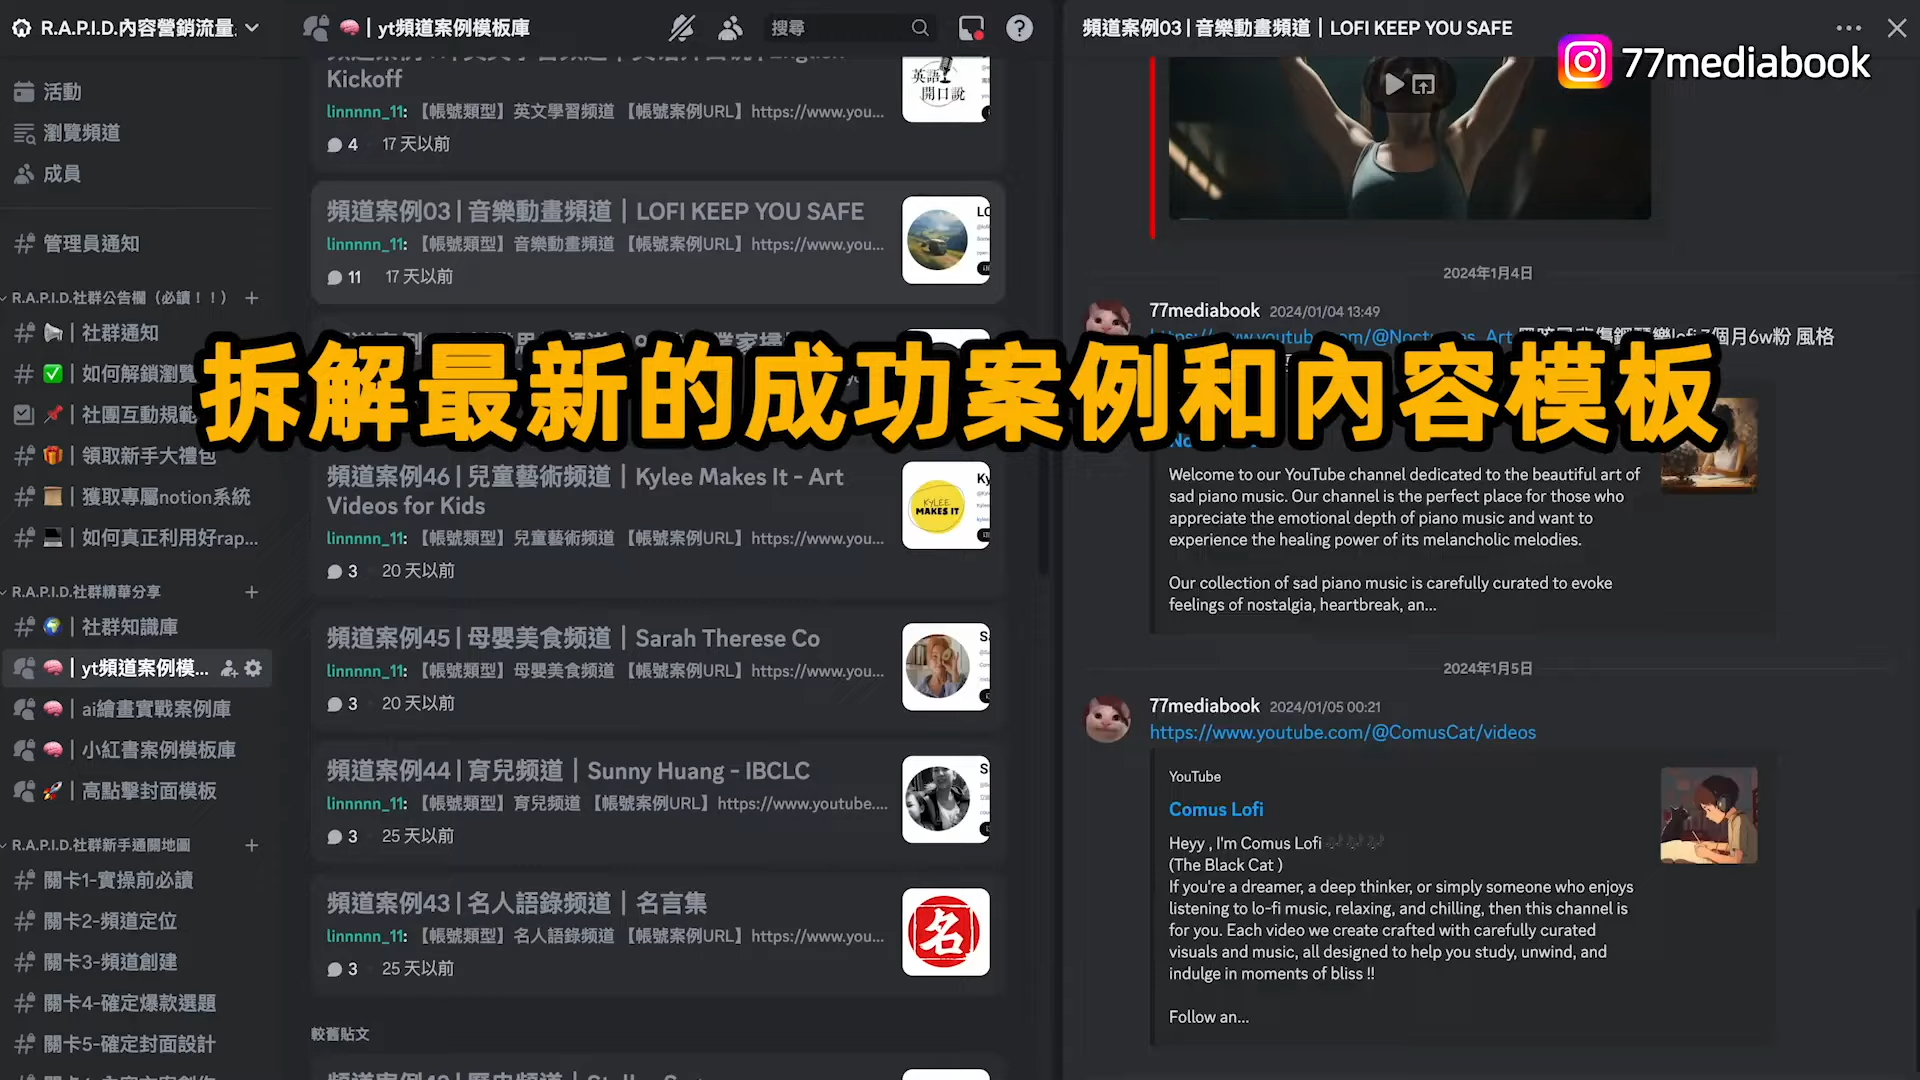 R.A.P.I.D.內容營銷流量
活動
瀏覽頻道
成員
管理員通知
R.A.P.I.D.社群公告欄（必讀！！）
| 社群通知
| 如何解鎖瀏覽
| 社團互動規範
| 領取新手大禮包
| 獲取專屬notion系統
| 如何真正利用好rap...
R.A.P.I.D.社群精華分享
| 社群知識庫
| yt頻道案例模...
| ai繪畫實戰案例庫
| 小紅書案例模板庫
| 高點擊封面模板
R.A.P.I.D.社群新手通關地圖
關卡1-實操前必讀
關卡2-頻道定位
關卡3-頻道創建
關卡4-確定爆款選題
關卡5-確定封面設計
| yt頻道案例模板庫
搜尋
Kickoff
linnnnn_11: 【帳號類型】英文學習頻道 【帳號案例URL】https://www.you...
4 17 天以前
英語
開口說
頻道案例03 | 音樂動畫頻道｜LOFI KEEP YOU SAFE
linnnnn_11: 【帳號類型】音樂動畫頻道 【帳號案例URL】https://www.you...
11 17 天以前
拆解最新的成功案例和內容模板
頻道案例46 | 兒童藝術頻道｜Kylee Makes It - Art
Videos for Kids
linnnnn_11: 【帳號類型】兒童藝術頻道 【帳號案例URL】https://www.you...
3 20 天以前
KYLEE
MAKES IT
頻道案例45 | 母嬰美食頻道｜Sarah Therese Co
linnnnn_11: 【帳號類型】母嬰美食頻道 【帳號案例URL】https://www.you...
3 20 天以前
頻道案例44 | 育兒頻道｜Sunny Huang - IBCLC
linnnnn_11: 【帳號類型】育兒頻道 【帳號案例URL】https://www.youtube....
3 25 天以前
頻道案例43 | 名人語錄頻道｜名言集
linnnnn_11: 【帳號類型】名人語錄頻道 【帳號案例URL】https://www.you...
3 25 天以前
名
較舊貼文
頻道案例03 | 音樂動畫頻道｜LOFI KEEP YOU SAFE
77mediabook
2024年1月4日
77mediabook 2024/01/04 13:49
https://www.youtube.com/@Nocturnes_Art
個月6w粉 風格
Welcome to our YouTube channel dedicated to the beautiful art of
sad piano music. Our channel is the perfect place for those who
appreciate the emotional depth of piano music and want to
experience the healing power of its melancholic melodies.
Our collection of sad piano music is carefully curated to evoke
feelings of nostalgia, heartbreak, an...
2024年1月5日
77mediabook 2024/01/05 00:21
https://www.youtube.com/@ComusCat/videos
YouTube
Comus Lofi
Heyy , I'm Comus Lofi
(The Black Cat )
If you're a dreamer, a deep thinker, or simply someone who enjoys
listening to lo-fi music, relaxing, and chilling, then this channel is
for you. Each video we create crafted with carefully curated
visuals and music, all designed to help you study, unwind, and
indulge in moments of bliss !!
Follow an...